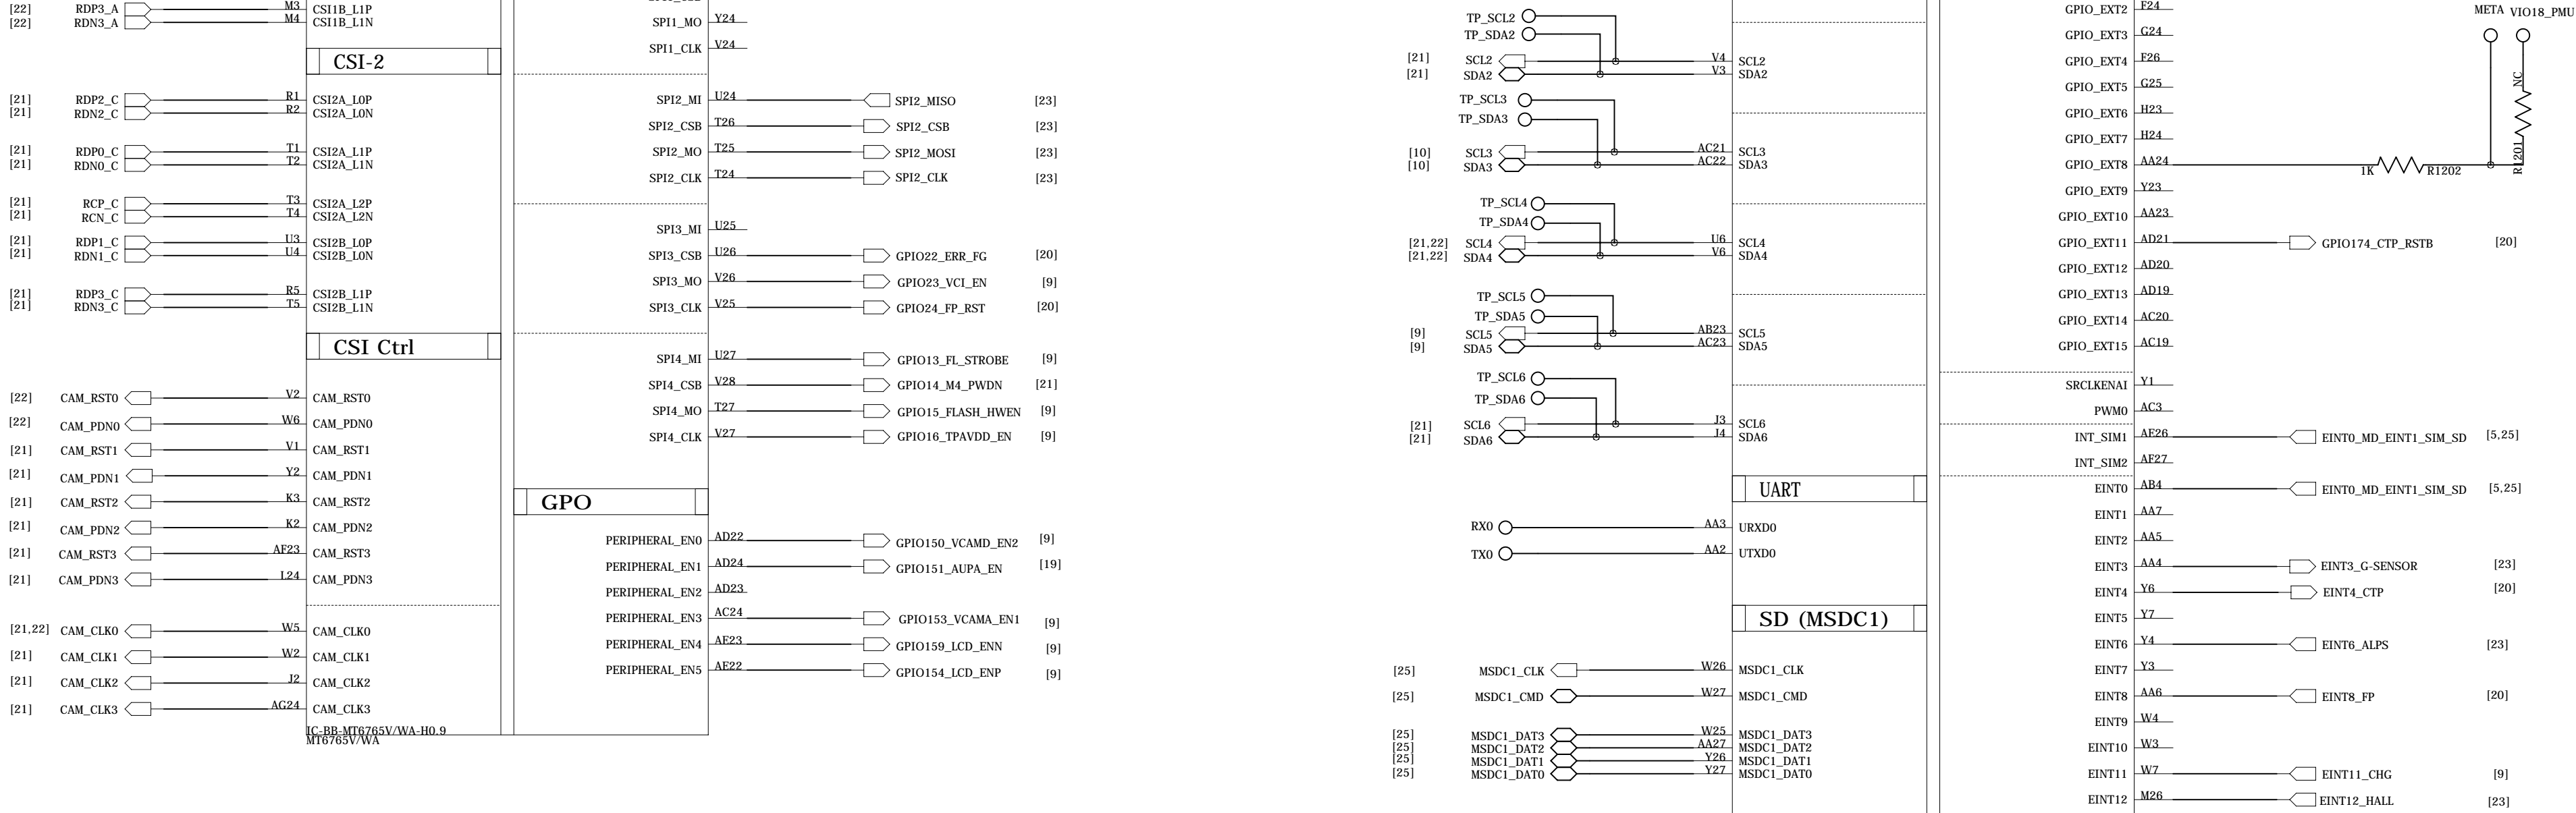 [22] RDP3_A M3 CSI1B_L1P
[22] RDN3_A M4 CSI1B_L1N
CSI-2
[21] RDP2_C R1 CSI2A_L0P
[21] RDN2_C R2 CSI2A_L0N
[21] RDP0_C T1 CSI2A_L1P
[21] RDN0_C T2 CSI2A_L1N
[21] RCP_C T3 CSI2A_L2P
[21] RCN_C T4 CSI2A_L2N
[21] RDP1_C U3 CSI2B_L0P
[21] RDN1_C U4 CSI2B_L0N
[21] RDP3_C R5 CSI2B_L1P
[21] RDN3_C T5 CSI2B_L1N
CSI Ctrl
[22] CAM_RST0 V2 CAM_RST0
[22] CAM_PDN0 W6 CAM_PDN0
[21] CAM_RST1 V1 CAM_RST1
[21] CAM_PDN1 Y2 CAM_PDN1
[21] CAM_RST2 K3 CAM_RST2
[21] CAM_PDN2 K2 CAM_PDN2
[21] CAM_RST3 AF23 CAM_RST3
[21] CAM_PDN3 L24 CAM_PDN3
[21,22] CAM_CLK0 W5 CAM_CLK0
[21] CAM_CLK1 W2 CAM_CLK1
[21] CAM_CLK2 J2 CAM_CLK2
[21] CAM_CLK3 AG24 CAM_CLK3
IC-BB-MT6765V/WA-H0.9
MT6765V/WA
SPI1_MO Y24
SPI1_CLK V24
SPI2_MI U24 SPI2_MISO [23]
SPI2_CSB T26 SPI2_CSB [23]
SPI2_MO T25 SPI2_MOSI [23]
SPI2_CLK T24 SPI2_CLK [23]
SPI3_MI U25
SPI3_CSB U26 GPIO22_ERR_FG [20]
SPI3_MO V26 GPIO23_VCI_EN [9]
SPI3_CLK V25 GPIO24_FP_RST [20]
SPI4_MI U27 GPIO13_FL_STROBE [9]
SPI4_CSB V28 GPIO14_M4_PWDN [21]
SPI4_MO T27 GPIO15_FLASH_HWEN [9]
SPI4_CLK V27 GPIO16_TPAVDD_EN [9]
GPO
PERIPHERAL_EN0 AD22 GPIO150_VCAMD_EN2 [9]
PERIPHERAL_EN1 AD24 GPIO151_AUPA_EN [19]
PERIPHERAL_EN2 AD23
PERIPHERAL_EN3 AC24 GPIO153_VCAMA_EN1 [9]
PERIPHERAL_EN4 AE23 GPIO159_LCD_ENN [9]
PERIPHERAL_EN5 AE22 GPIO154_LCD_ENP [9]
TP_SCL2
TP_SDA2
[21] SCL2 V4 SCL2
[21] SDA2 V3 SDA2
TP_SCL3
TP_SDA3
[10] SCL3 AC21 SCL3
[10] SDA3 AC22 SDA3
TP_SCL4
TP_SDA4
[21,22] SCL4 U6 SCL4
[21,22] SDA4 V6 SDA4
TP_SCL5
TP_SDA5
[9] SCL5 AB23 SCL5
[9] SDA5 AC23 SDA5
TP_SCL6
TP_SDA6
[21] SCL6 J3 SCL6
[21] SDA6 J4 SDA6
UART
RX0 AA3 URXD0
TX0 AA2 UTXD0
SD (MSDC1)
[25] MSDC1_CLK W26 MSDC1_CLK
[25] MSDC1_CMD W27 MSDC1_CMD
[25] MSDC1_DAT3 W25 MSDC1_DAT3
[25] MSDC1_DAT2 AA27 MSDC1_DAT2
[25] MSDC1_DAT1 Y26 MSDC1_DAT1
[25] MSDC1_DAT0 Y27 MSDC1_DAT0
GPIO_EXT2 F24
GPIO_EXT3 G24
GPIO_EXT4 F26
GPIO_EXT5 G25
GPIO_EXT6 H23
GPIO_EXT7 H24
GPIO_EXT8 AA24 1K R1202
META VIO18_PMU
NC
R1201
GPIO_EXT9 Y23
GPIO_EXT10 AA23
GPIO_EXT11 AD21 GPIO174_CTP_RSTB [20]
GPIO_EXT12 AD20
GPIO_EXT13 AD19
GPIO_EXT14 AC20
GPIO_EXT15 AC19
SRCLKENAI Y1
PWM0 AC3
INT_SIM1 AF26 EINT0_MD_EINT1_SIM_SD [5,25]
INT_SIM2 AF27
EINT0 AB4 EINT0_MD_EINT1_SIM_SD [5,25]
EINT1 AA7
EINT2 AA5
EINT3 AA4 EINT3_G-SENSOR [23]
EINT4 Y6 EINT4_CTP [20]
EINT5 Y7
EINT6 Y4 EINT6_ALPS [23]
EINT7 Y3
EINT8 AA6 EINT8_FP [20]
EINT9 W4
EINT10 W3
EINT11 W7 EINT11_CHG [9]
EINT12 M26 EINT12_HALL [23]